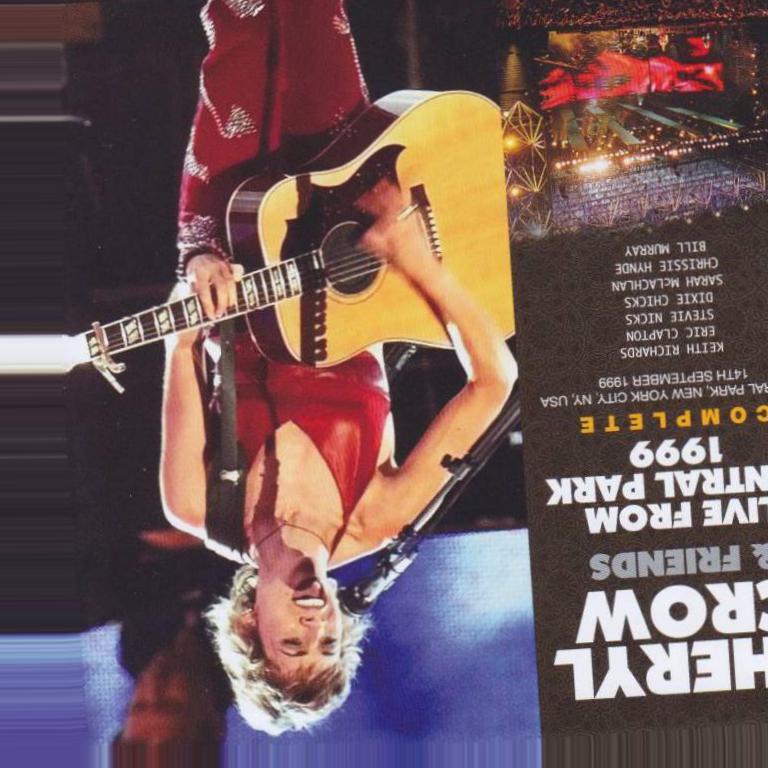 HERYL
CROW
& FRIENDS
LIVE FROM
NTRAL PARK
1999
COMPLETE
RAL PARK, NEW YORK CITY, NY, USA
14TH SEPTEMBER 1999
KEITH RICHARDS
ERIC CLAPTON
STEVIE NICKS
DIXIE CHICKS
SARAH McLACHLAN
CHRISSIE HYNDE
BILL MURRAY